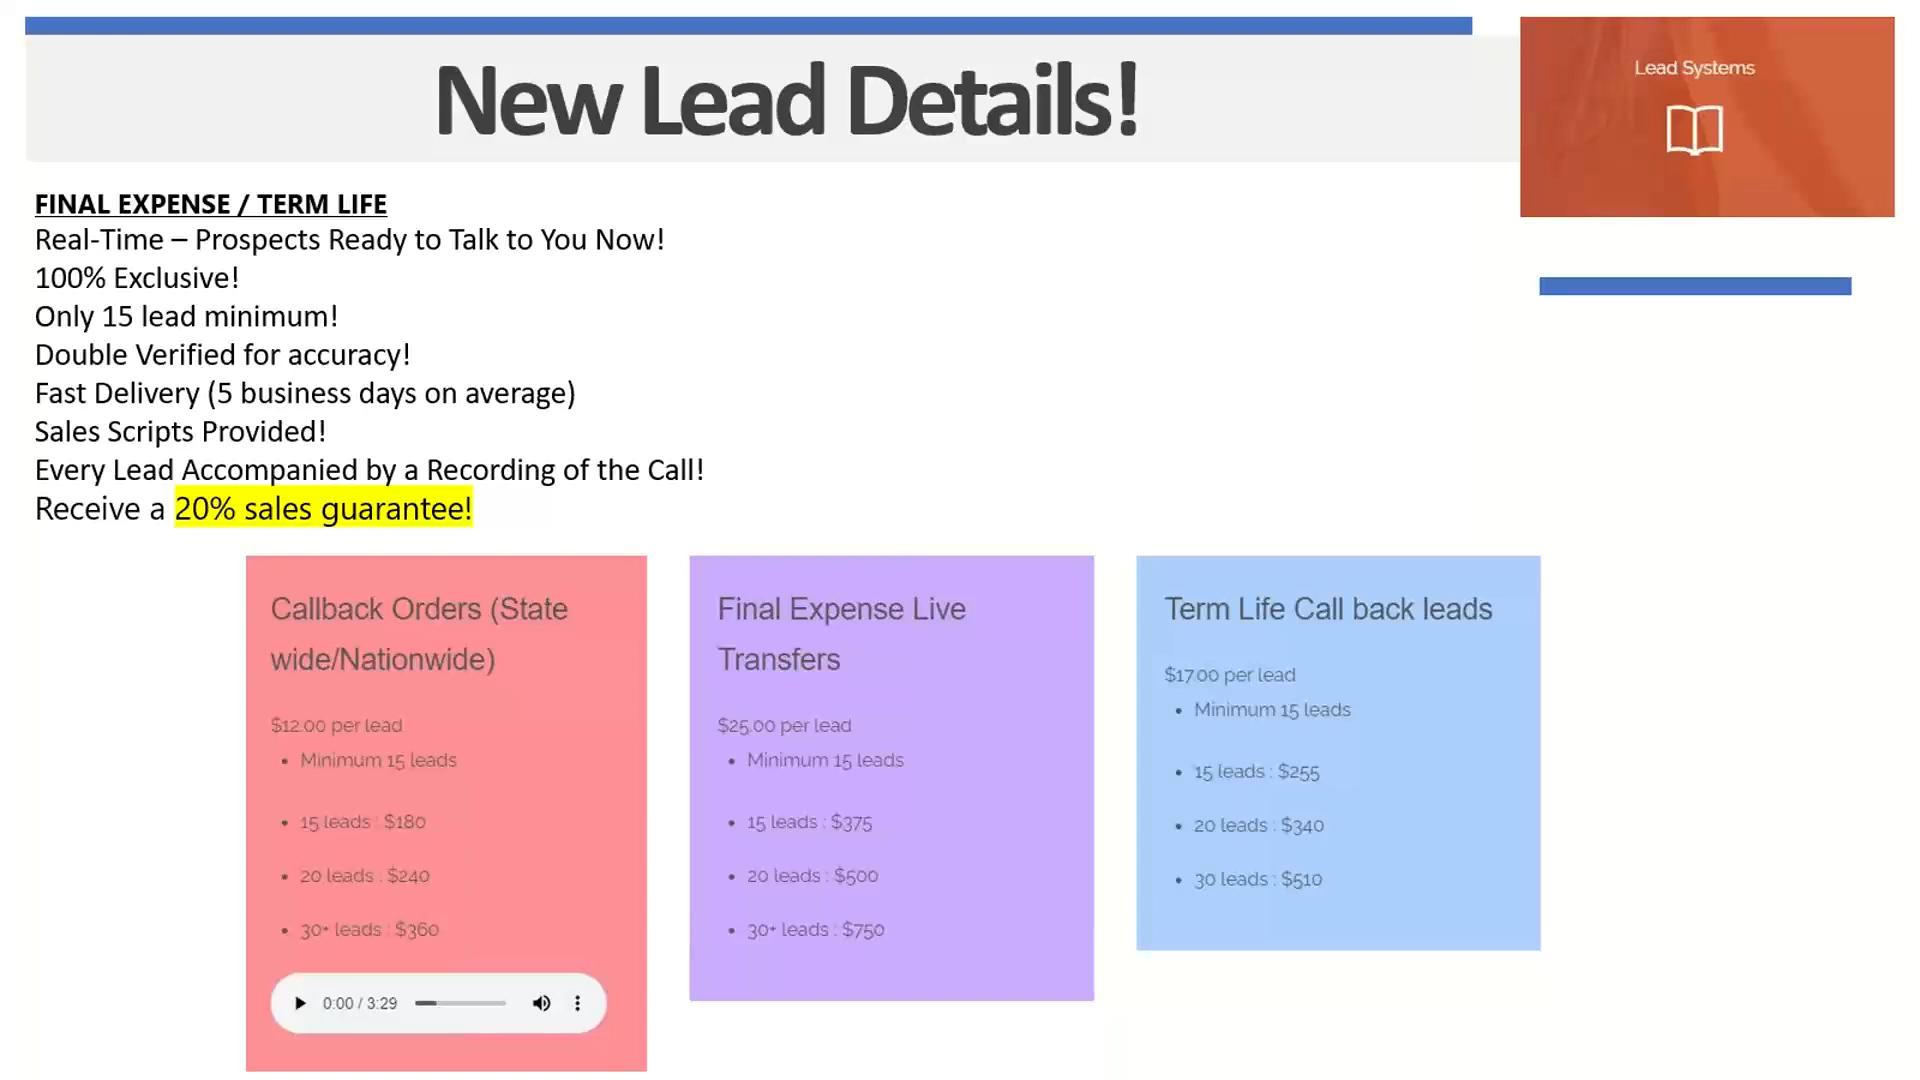 New Lead Details!
Lead Systems
FINAL EXPENSE / TERM LIFE
Real-Time – Prospects Ready to Talk to You Now!
100% Exclusive!
Only 15 lead minimum!
Double Verified for accuracy!
Fast Delivery (5 business days on average)
Sales Scripts Provided!
Every Lead Accompanied by a Recording of the Call!
Receive a 20% sales guarantee!
Callback Orders (State
wide/Nationwide)
$12.00 per lead
• Minimum 15 leads
• 15 leads : $180
• 20 leads : $240
• 30+ leads : $360
0:00 / 3:29
Final Expense Live
Transfers
$25.00 per lead
• Minimum 15 leads
• 15 leads : $375
• 20 leads : $500
• 30+ leads : $750
Term Life Call back leads
$17.00 per lead
• Minimum 15 leads
• 15 leads : $255
• 20 leads : $340
• 30 leads : $510